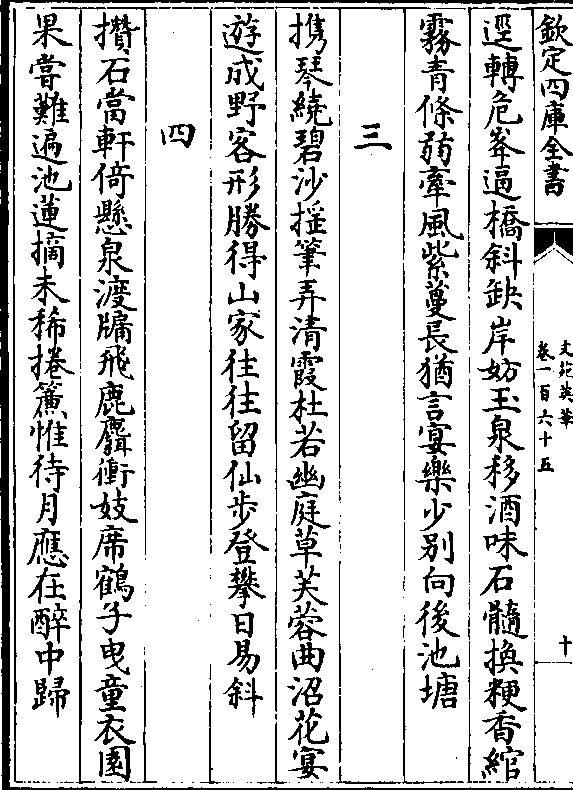 欽定四庫全書
文苑英華
卷一百六十五
十
逕轉危峯逼橋斜缺岸妨玉泉移酒味石髓換粳香綰
霧青條弱牽風紫蔓長猶言宴樂少别向後池塘
三
携琴繞碧沙揺筆弄清霞杜若幽庭草芙蓉曲沼花宴
遊成野客形勝得山家往往留仙步登攀日易斜
四
攢石當軒倚懸泉渡牖飛鹿麛衝妓席鶴子曳童衣園
果嘗難遍池蓮摘未稀捲簾惟待月應在醉中歸